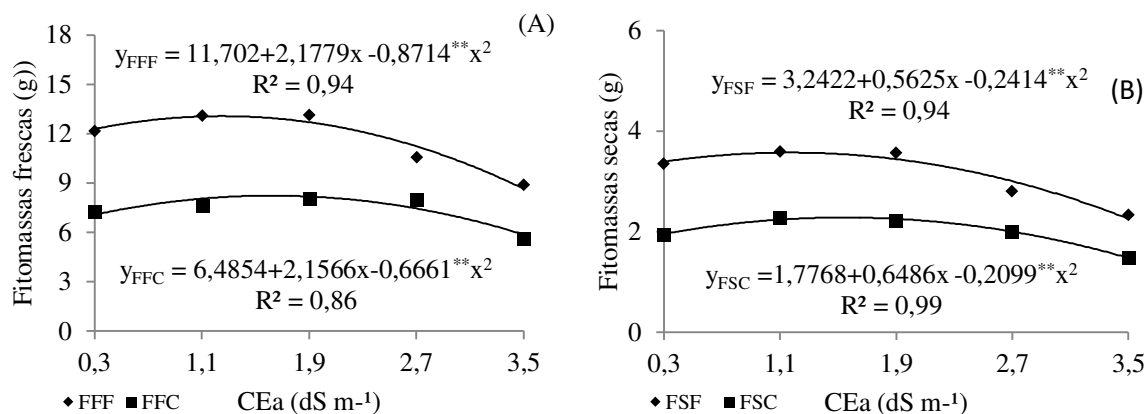 (A)
Fitomassas frescas (g))
18
15
12
9
6
3
0
yFFF = 11,702+2,1779x -0,8714**x²
R² = 0,94
yFFC = 6,4854+2,1566x-0,6661**x²
R² = 0,86
0,3 1,1 1,9 2,7 3,5
FFF FFC CEa (dS m-¹)
(B)
Fitomassas secas (g)
6
4
2
0
yFSF = 3,2422+0,5625x -0,2414**x²
R² = 0,94
yFSC =1,7768+0,6486x -0,2099**x²
R² = 0,99
0,3 1,1 1,9 2,7 3,5
CEa (dS m-¹) FSF FSC